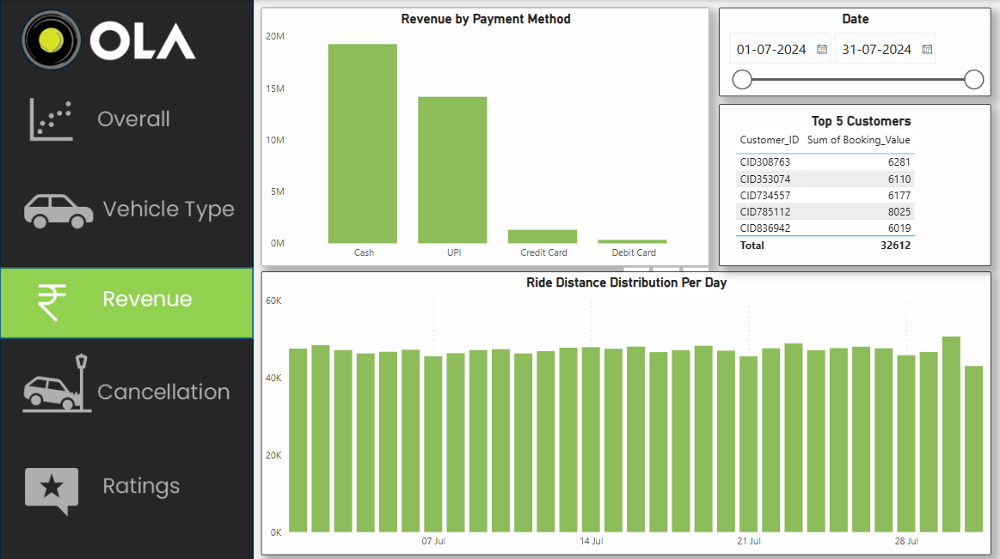 OLA
Overall
Vehicle Type
Revenue
Cancellation
Ratings
Revenue by Payment Method
20M
15M
10M
5M
0M
Cash UPI Credit Card Debit Card
Date
01-07-2024 31-07-2024
Top 5 Customers
Customer_ID Sum of Booking_Value
CID308763 6281
CID353074 6110
CID734557 6177
CID785112 8025
CID836942 6019
Total 32612
Ride Distance Distribution Per Day
60K
40K
20K
0K
07 Jul 14 Jul 21 Jul 28 Jul